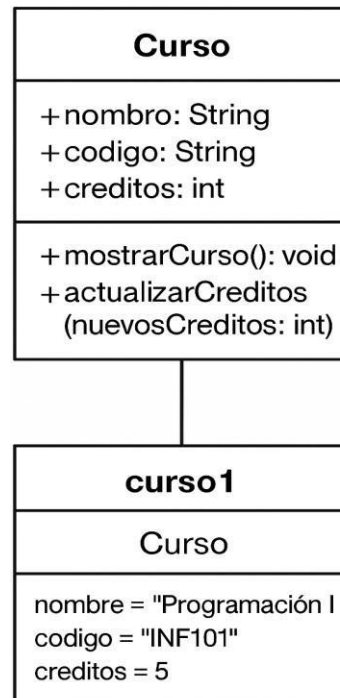 Curso
+nombro: String
+codigo: String
+creditos: int
+mostrarCurso(): void
+actualizarCreditos
(nuevosCreditos: int)
curso1
Curso
nombre = "Programación I
codigo = "INF101"
creditos = 5